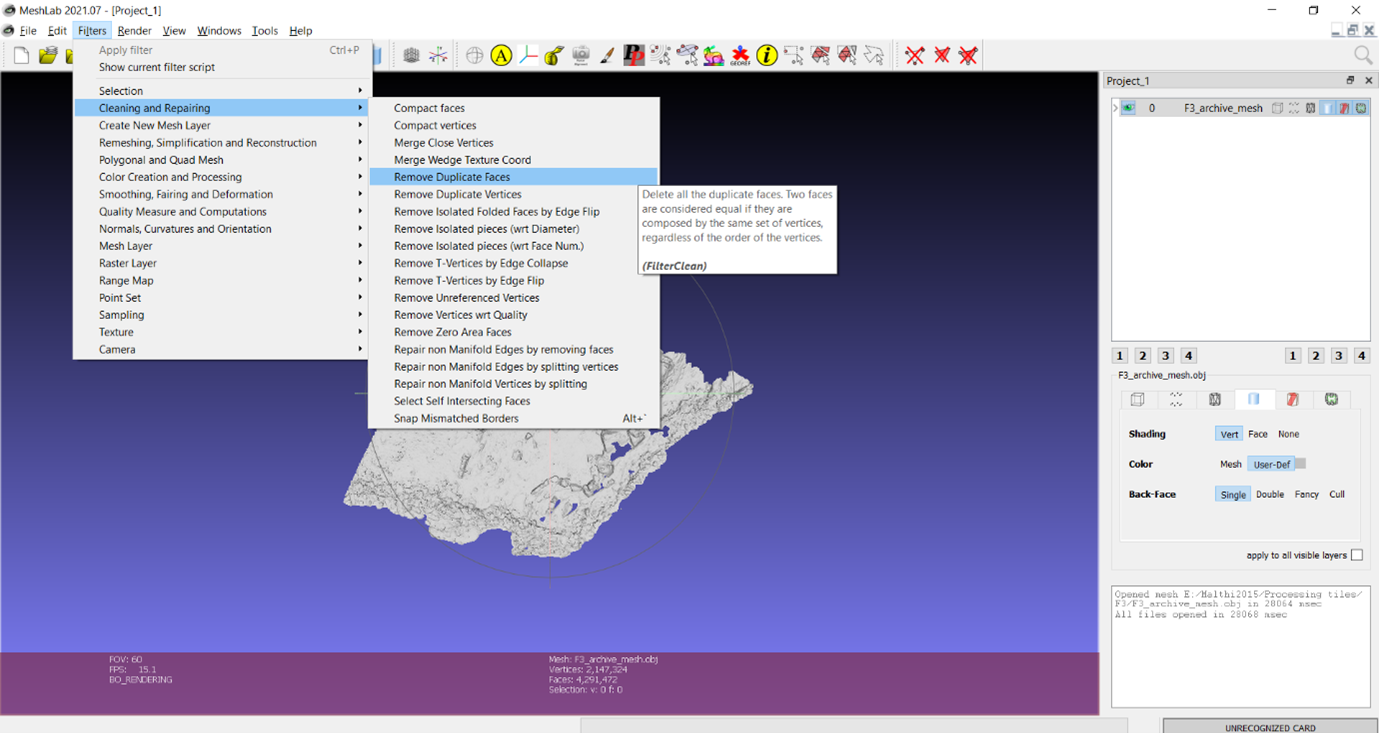 MeshLab 2021.07 - [Project_1]
File Edit Filters Render View Windows Tools Help
Apply filter Ctrl+P
Show current filter script
Selection
Cleaning and Repairing
Create New Mesh Layer
Remeshing, Simplification and Reconstruction
Polygonal and Quad Mesh
Color Creation and Processing
Smoothing, Fairing and Deformation
Quality Measure and Computations
Normals, Curvatures and Orientation
Mesh Layer
Raster Layer
Range Map
Point Set
Sampling
Texture
Camera
Compact faces
Compact vertices
Merge Close Vertices
Merge Wedge Texture Coord
Remove Duplicate Faces
Remove Duplicate Vertices
Remove Isolated Folded Faces by Edge Flip
Remove Isolated pieces (wrt Diameter)
Remove Isolated pieces (wrt Face Num.)
Remove T-Vertices by Edge Collapse
Remove T-Vertices by Edge Flip
Remove Unreferenced Vertices
Remove Vertices wrt Quality
Remove Zero Area Faces
Repair non Manifold Edges by removing faces
Repair non Manifold Edges by splitting vertices
Repair non Manifold Vertices by splitting
Select Self Intersecting Faces
Snap Mismatched Borders Alt+`
Delete all the duplicate faces. Two faces
are considered equal if they are
composed by the same set of vertices,
regardless of the order of the vertices.
(FilterClean)
A
PP
GEOREF
i
Project_1
0 F3_archive_mesh
1 2 3 4 1 2 3 4
F3_archive_mesh.obj
Shading Vert Face None
Color Mesh User-Def
Back-Face Single Double Fancy Cull
apply to all visible layers
Opened mesh E:/Malthi2015/Processing tiles/
F3/F3_archive_mesh.obj in 28064 msec
All files opened in 28068 msec
FOV: 60
FPS: 15.1
BO_RENDERING
Mesh: F3_archive_mesh.obj
Vertices: 2,147,324
Faces: 4,291,472
Selection: v: 0 f: 0
UNRECOGNIZED CARD